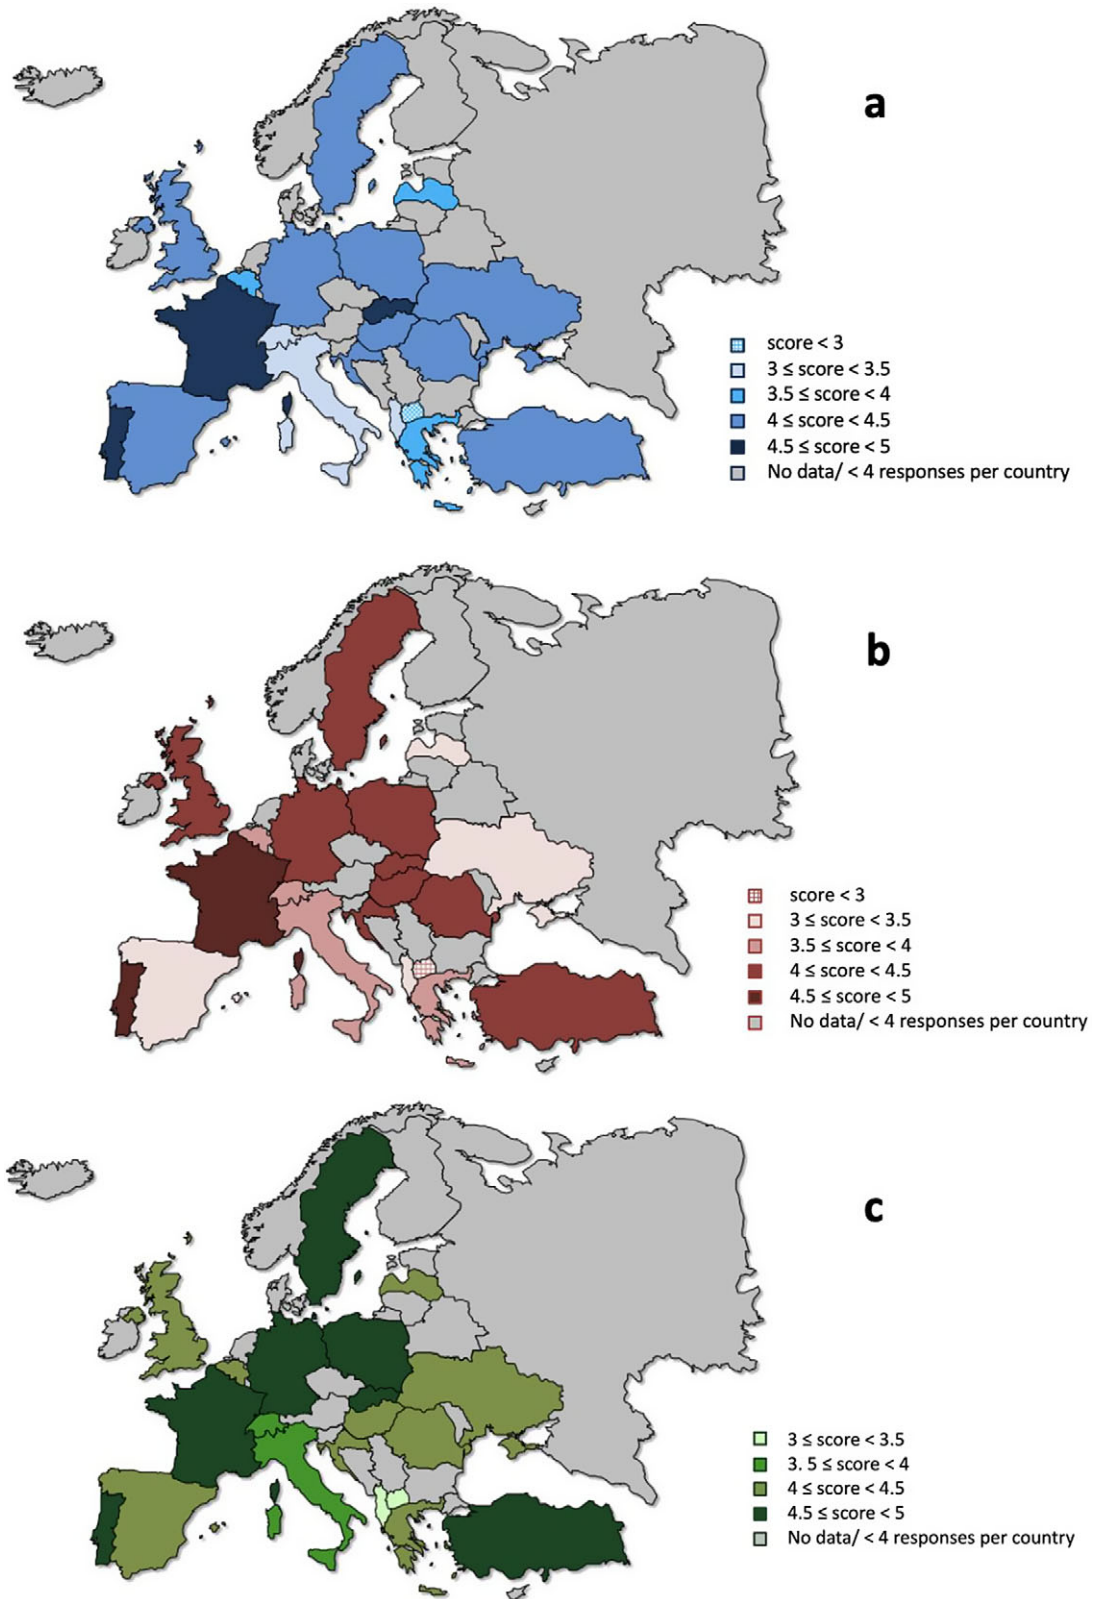 a
score < 3
3 ≤ score < 3.5
3.5 ≤ score < 4
4 ≤ score < 4.5
4.5 ≤ score < 5
No data/ < 4 responses per country
b
score < 3
3 ≤ score < 3.5
3.5 ≤ score < 4
4 ≤ score < 4.5
4.5 ≤ score < 5
No data/ < 4 responses per country
c
3 ≤ score < 3.5
3. 5 ≤ score < 4
4 ≤ score < 4.5
4.5 ≤ score < 5
No data/ < 4 responses per country